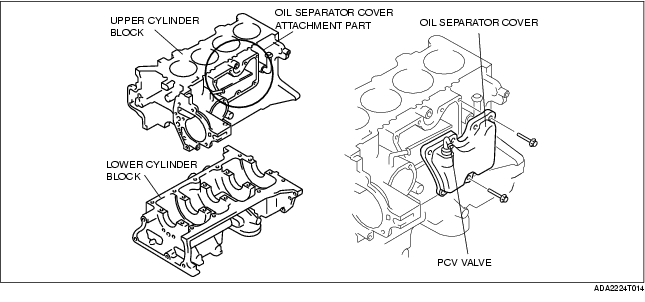 UPPER CYLINDER
BLOCK
OIL SEPARATOR COVER
ATTACHMENT PART
OIL SEPARATOR COVER
LOWER CYLINDER
BLOCK
PCV VALVE
ADA2224T014